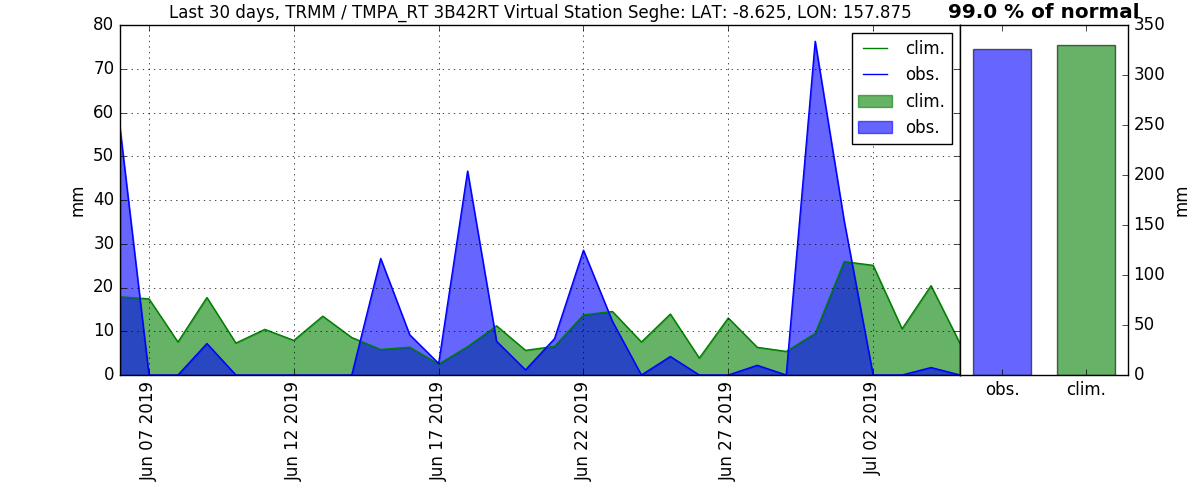 Last 30 days, TRMM / TMPA_RT 3B42RT Virtual Station Seghe: LAT: -8.625, LON: 157.875
99.0 % of normal
80
70
60
50
40
30
20
10
0
mm
clim.
obs.
clim.
obs.
350
300
250
200
150
100
50
0
mm
Jun 07 2019
Jun 12 2019
Jun 17 2019
Jun 22 2019
Jun 27 2019
Jul 02 2019
obs.
clim.